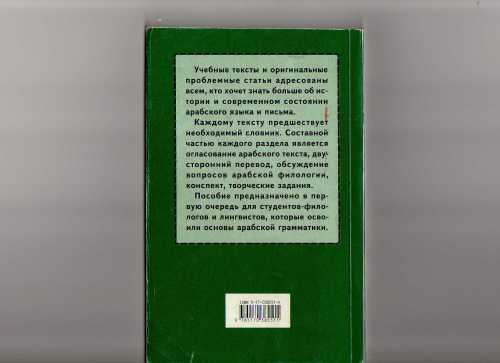 Учебные тексты и оригинальные
проблемные статьи адресованы
всем, кто хочет знать больше об ис-
тории и современном состоянии
арабского языка и письма.
Каждому тексту предшествует
необходимый словник. Составной
частью каждого раздела является
огласование арабского текста, дву-
сторонний перевод, обсуждение
вопросов арабской филологии,
конспект, творческие задания.
Пособие предназначено в пер-
вую очередь для студентов-фило-
логов и лингвистов, которые осво-
или основы арабской грамматики.
ISBN